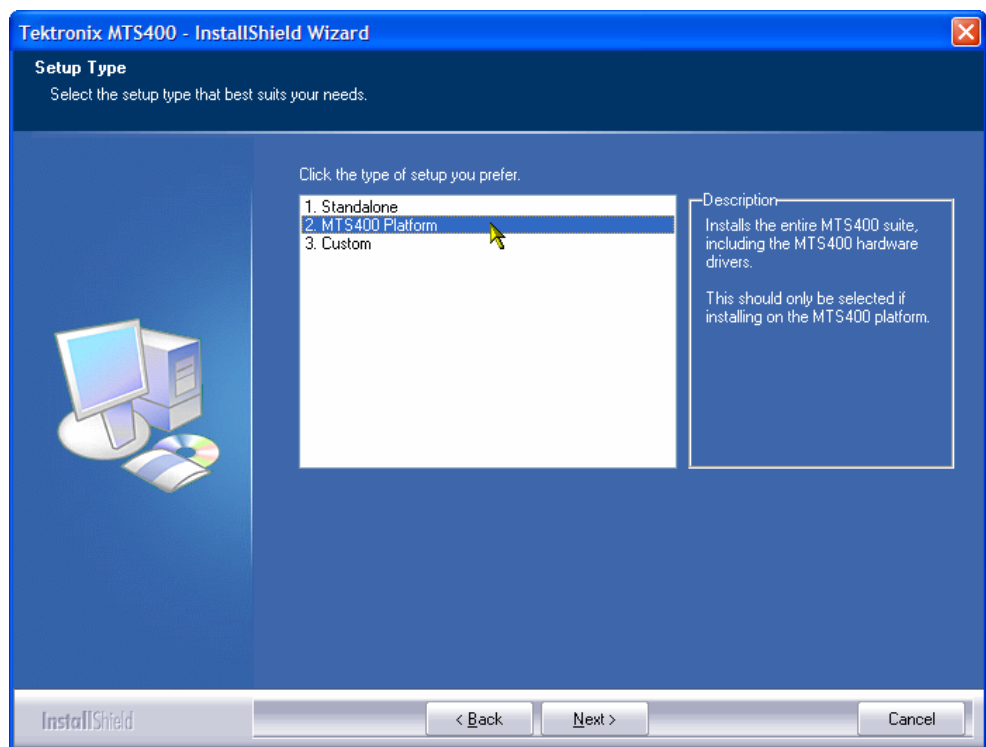 Tektronix MTS400 - InstallShield Wizard
Setup Type
Select the setup type that best suits your needs.
Click the type of setup you prefer.
1. Standalone
2. MTS400 Platform
3. Custom
Description
Installs the entire MTS400 suite,
including the MTS400 hardware
drivers.
This should only be selected if
installing on the MTS400 platform.
InstallShield
< Back
Next >
Cancel